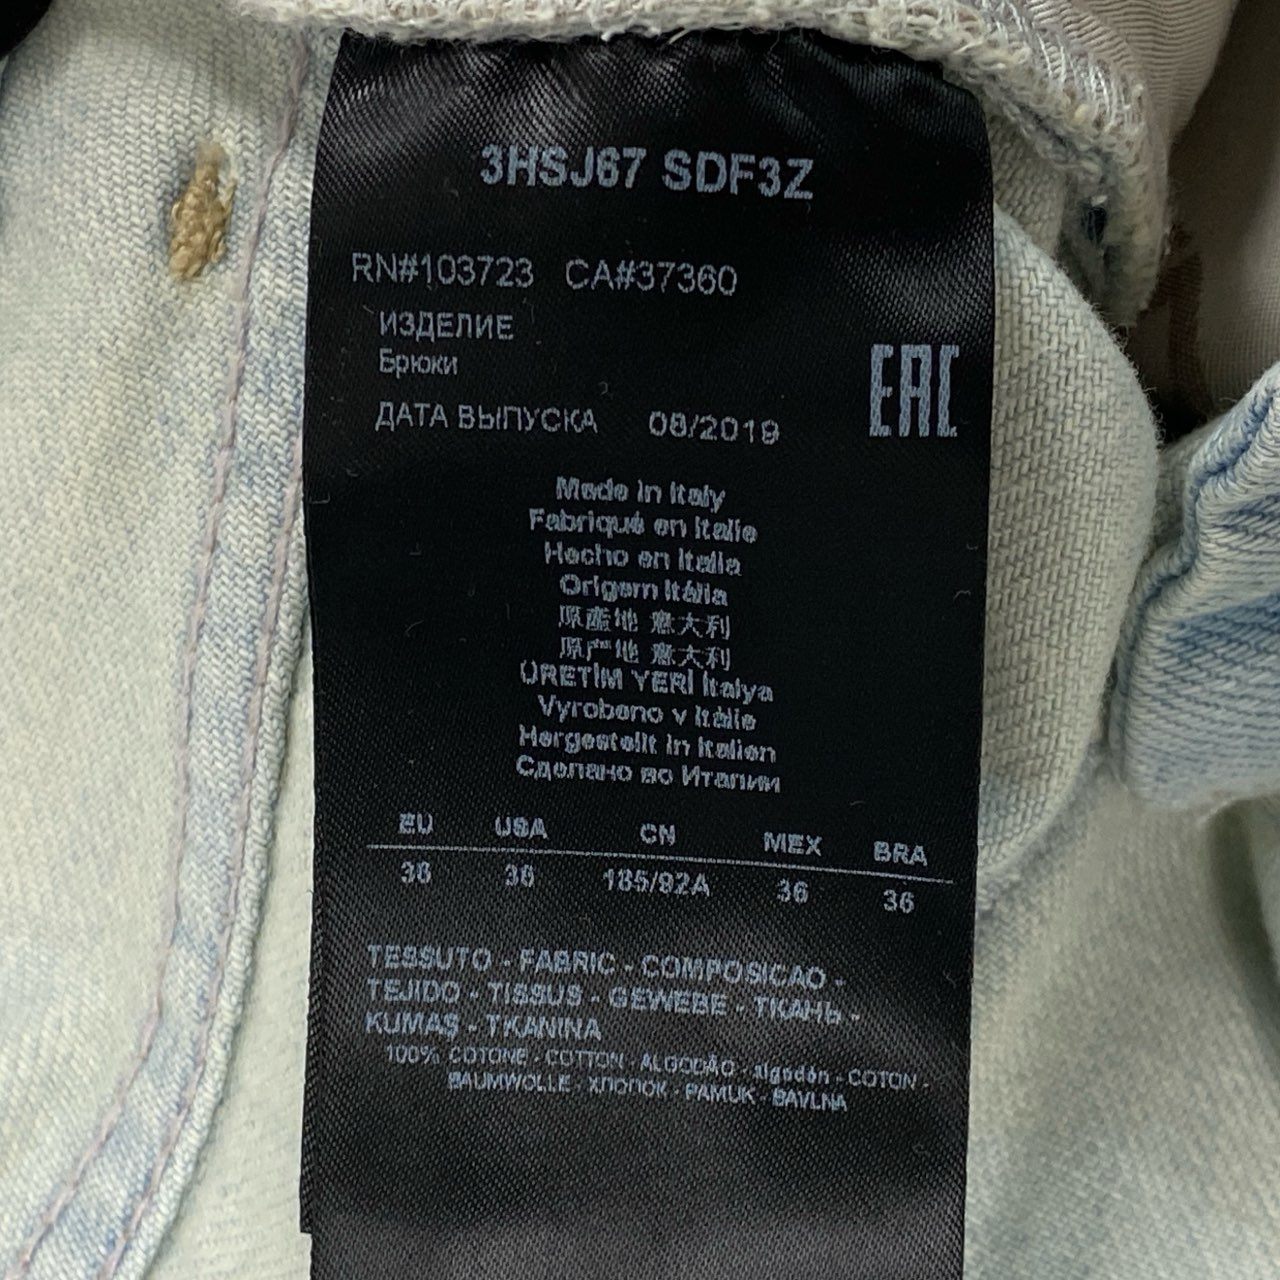 3HSJ67 SDF3Z
RN#103723 CA#37360
ИЗДЕЛИЕ
Брюки
EAC
ДАТА ВЫПУСКА 08/2019
Made in Italy
Fabriqué en Italie
Hecho en Italia
Origem Itália
原產地 意大利
原产地 意大利
ÜRETİM YERİ İtalya
Vyrobeno v Itálie
Hergestellt in Italien
Сделано во Италии
EU USA CN MEX BRA
36 36 185/92A 36 36
TESSUTO - FABRIC - COMPOSICAO -
TEJIDO - TISSUS - GEWEBE - ТКАНЬ -
KUMAŞ - TKANINA
100% COTONE - COTTON - ALGODÃO - algodón - COTON -
BAUMWOLLE - ХЛОПОК - PAMUK - BAVLNA